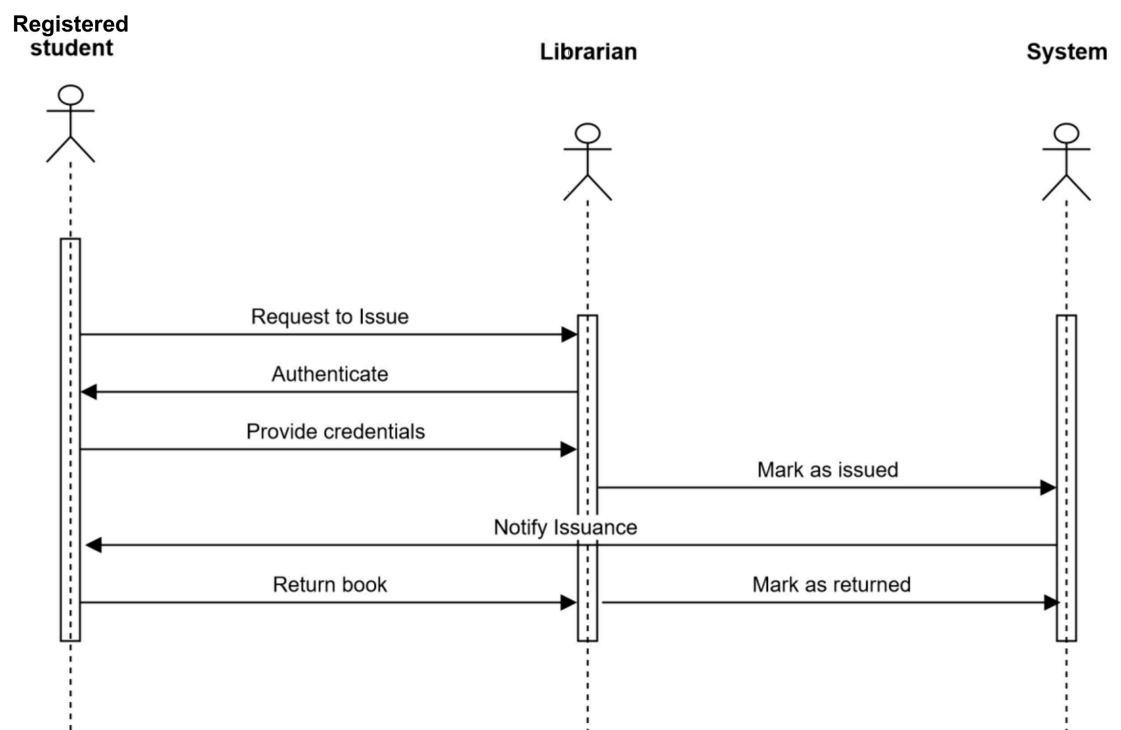 Registered
student
Librarian
System
Request to Issue
Authenticate
Provide credentials
Mark as issued
Notify Issuance
Return book
Mark as returned